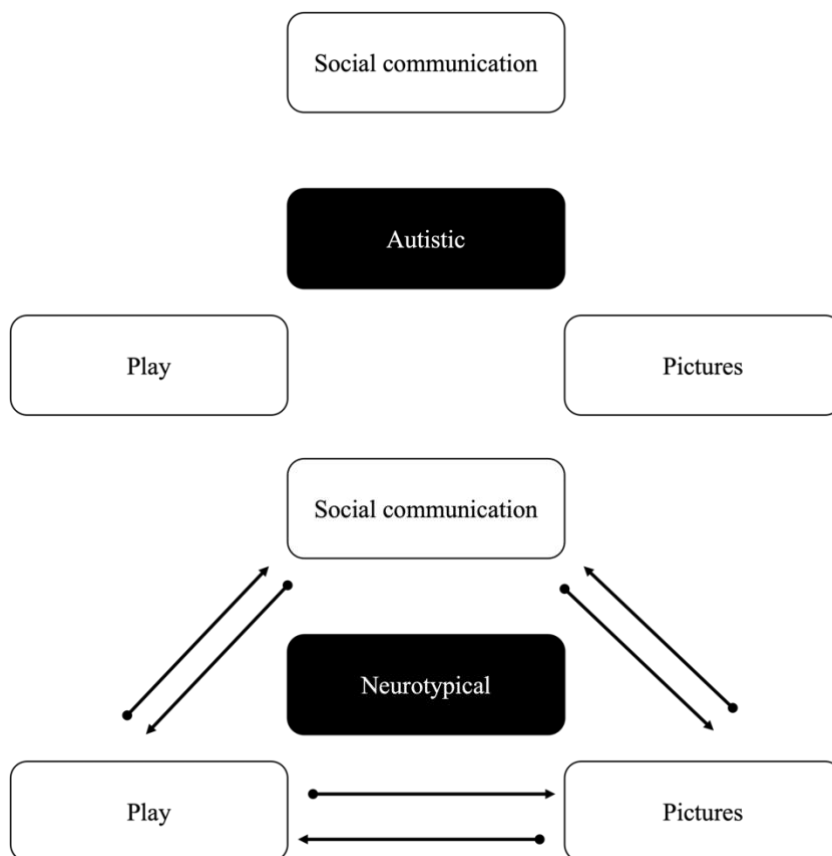 Social communication
Autistic
Play
Pictures
Social communication
Neurotypical
Play
Pictures